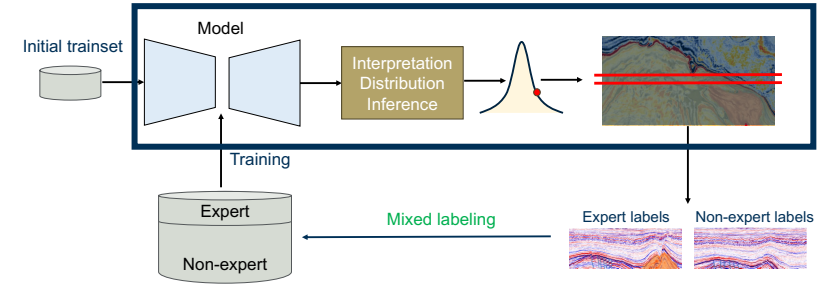 Model
Initial trainset
Interpretation
Distribution
Inference
Training
Expert
Non-expert
Mixed labeling
Expert labels
Non-expert labels